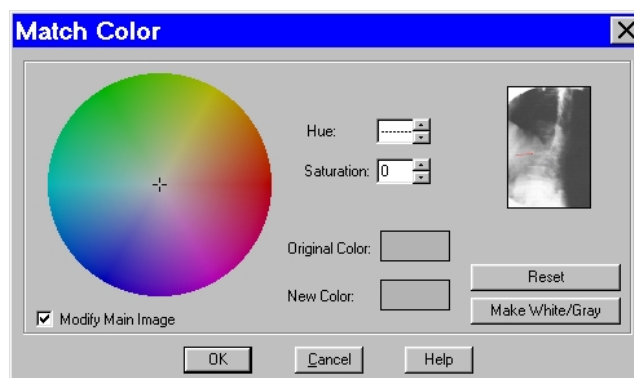 Match Color
Hue:
-------
Saturation:
0
Original Color:
New Color:
Reset
Make White/Gray
Modify Main Image
OK
Cancel
Help